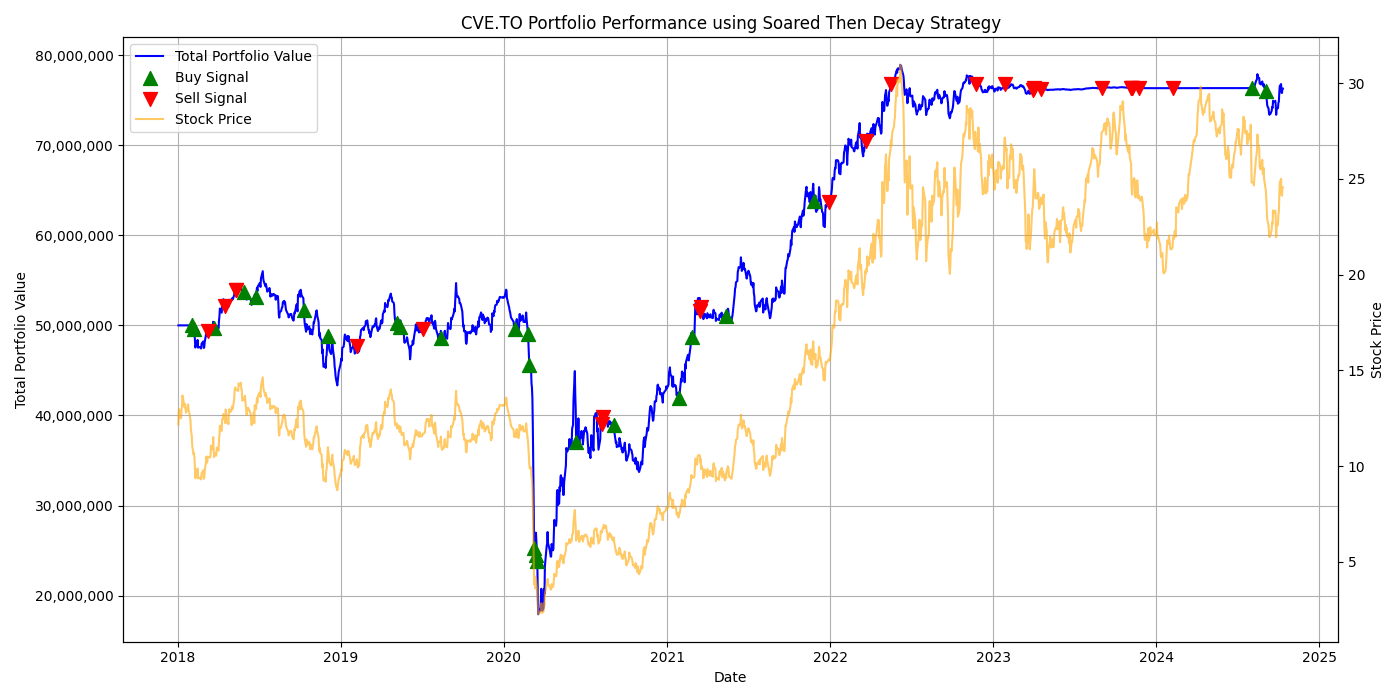 CVE.TO Portfolio Performance using Soared Then Decay Strategy
Total Portfolio Value
Buy Signal
Sell Signal
Stock Price
80,000,000
70,000,000
60,000,000
50,000,000
40,000,000
30,000,000
20,000,000
Total Portfolio Value
30
25
20
15
10
5
Stock Price
2018
2019
2020
2021
2022
2023
2024
2025
Date